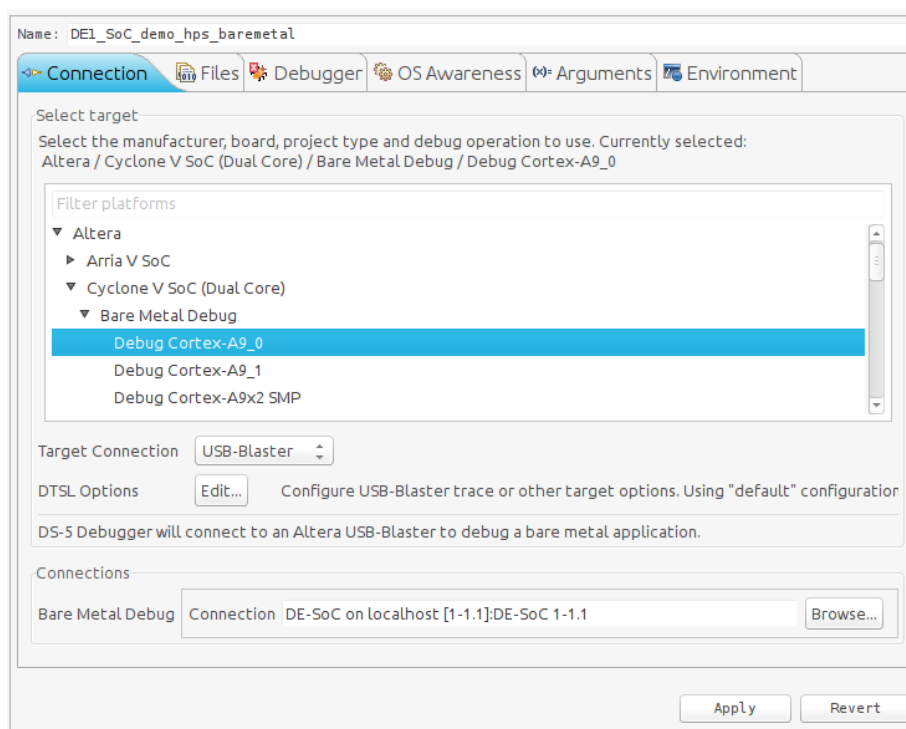 Name: DE1_SoC_demo_hps_baremetal
Connection Files Debugger OS Awareness Arguments Environment
Select target
Select the manufacturer, board, project type and debug operation to use. Currently selected:
Altera / Cyclone V SoC (Dual Core) / Bare Metal Debug / Debug Cortex-A9_0
Filter platforms
Altera
Arria V SoC
Cyclone V SoC (Dual Core)
Bare Metal Debug
Debug Cortex-A9_0
Debug Cortex-A9_1
Debug Cortex-A9x2 SMP
Target Connection USB-Blaster
DTSL Options Edit... Configure USB-Blaster trace or other target options. Using "default" configuration
DS-5 Debugger will connect to an Altera USB-Blaster to debug a bare metal application.
Connections
Bare Metal Debug Connection DE-SoC on localhost [1-1.1]:DE-SoC 1-1.1 Browse...
Apply Revert